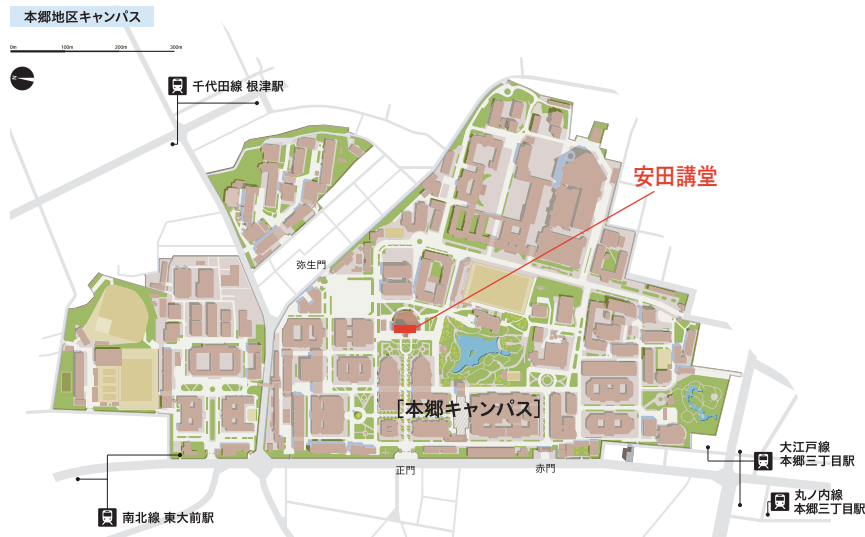 本郷地区キャンパス
0m 100m 200m 300m
千代田線 根津駅
安田講堂
弥生門
[本郷キャンパス]
正門
赤門
大江戸線
本郷三丁目駅
丸ノ内線
本郷三丁目駅
南北線 東大前駅